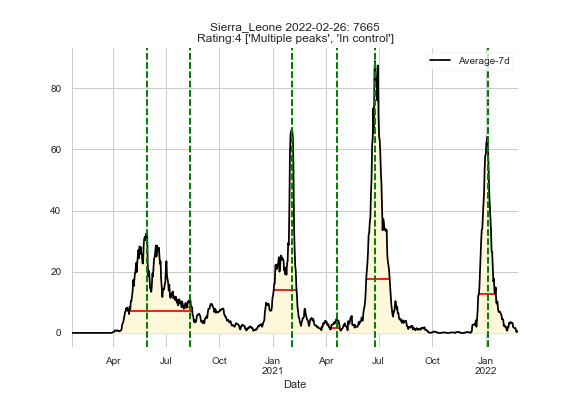 Sierra_Leone 2022-02-26: 7665
Rating:4 ['Multiple peaks', 'In control']
Average-7d
80
60
40
20
0
Apr Jul Oct Jan Apr Jul Oct Jan
2021 2022
Date